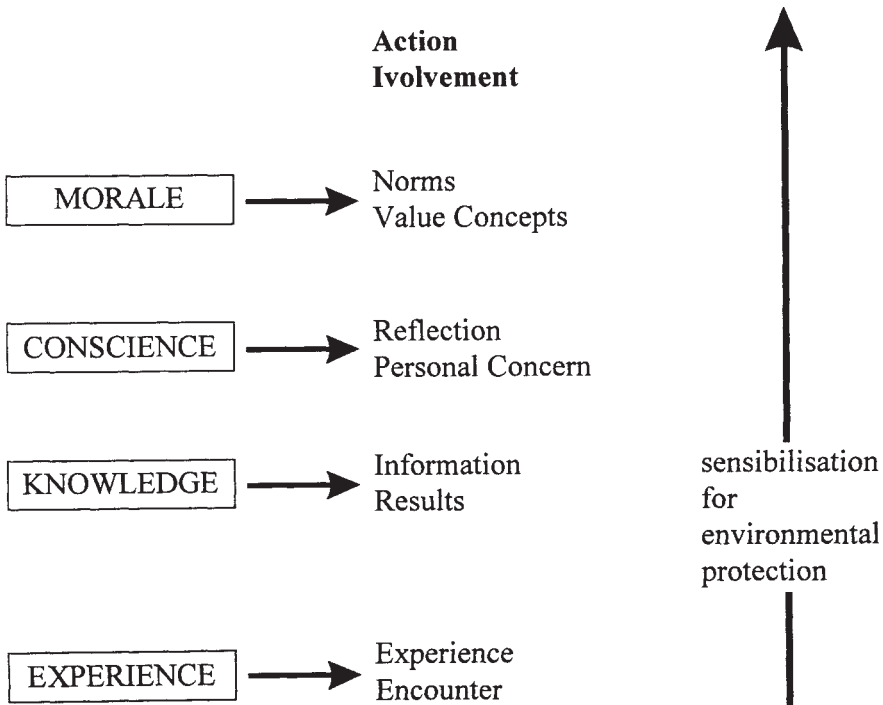 Action
Ivolvement
MORALE
Norms
Value Concepts
CONSCIENCE
Reflection
Personal Concern
KNOWLEDGE
Information
Results
sensibilisation
for
environmental
protection
EXPERIENCE
Experience
Encounter